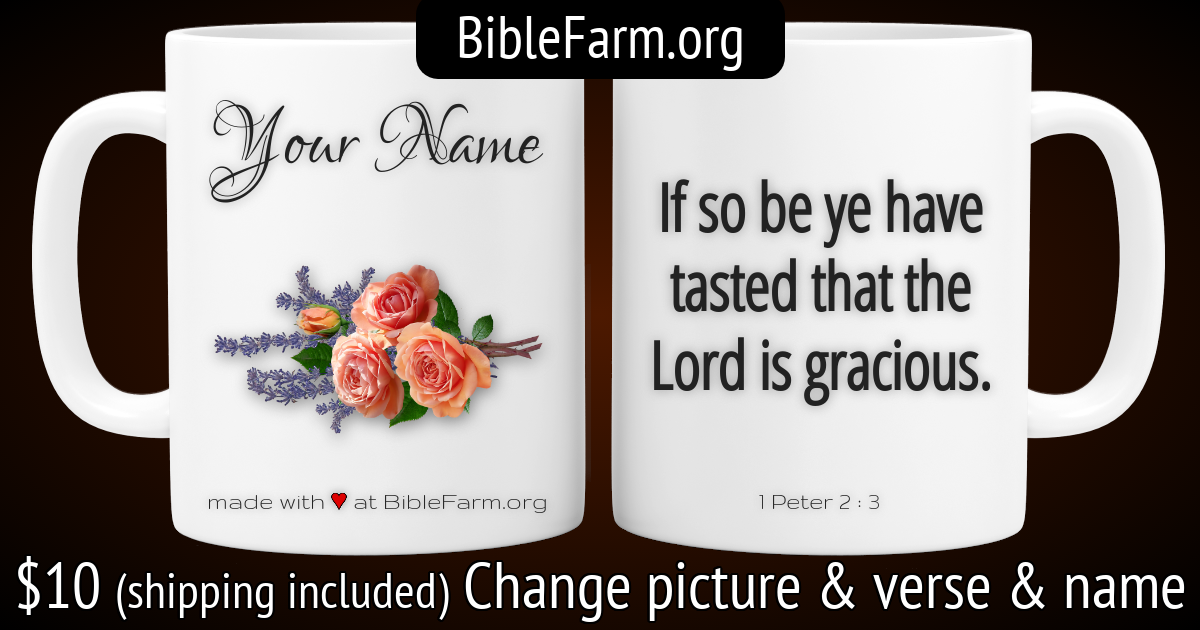 BibleFarm.org
Your Name
made with ♥ at BibleFarm.org
If so be ye have
tasted that the
Lord is gracious.
1 Peter 2 : 3
$10 (shipping included) Change picture & verse & name